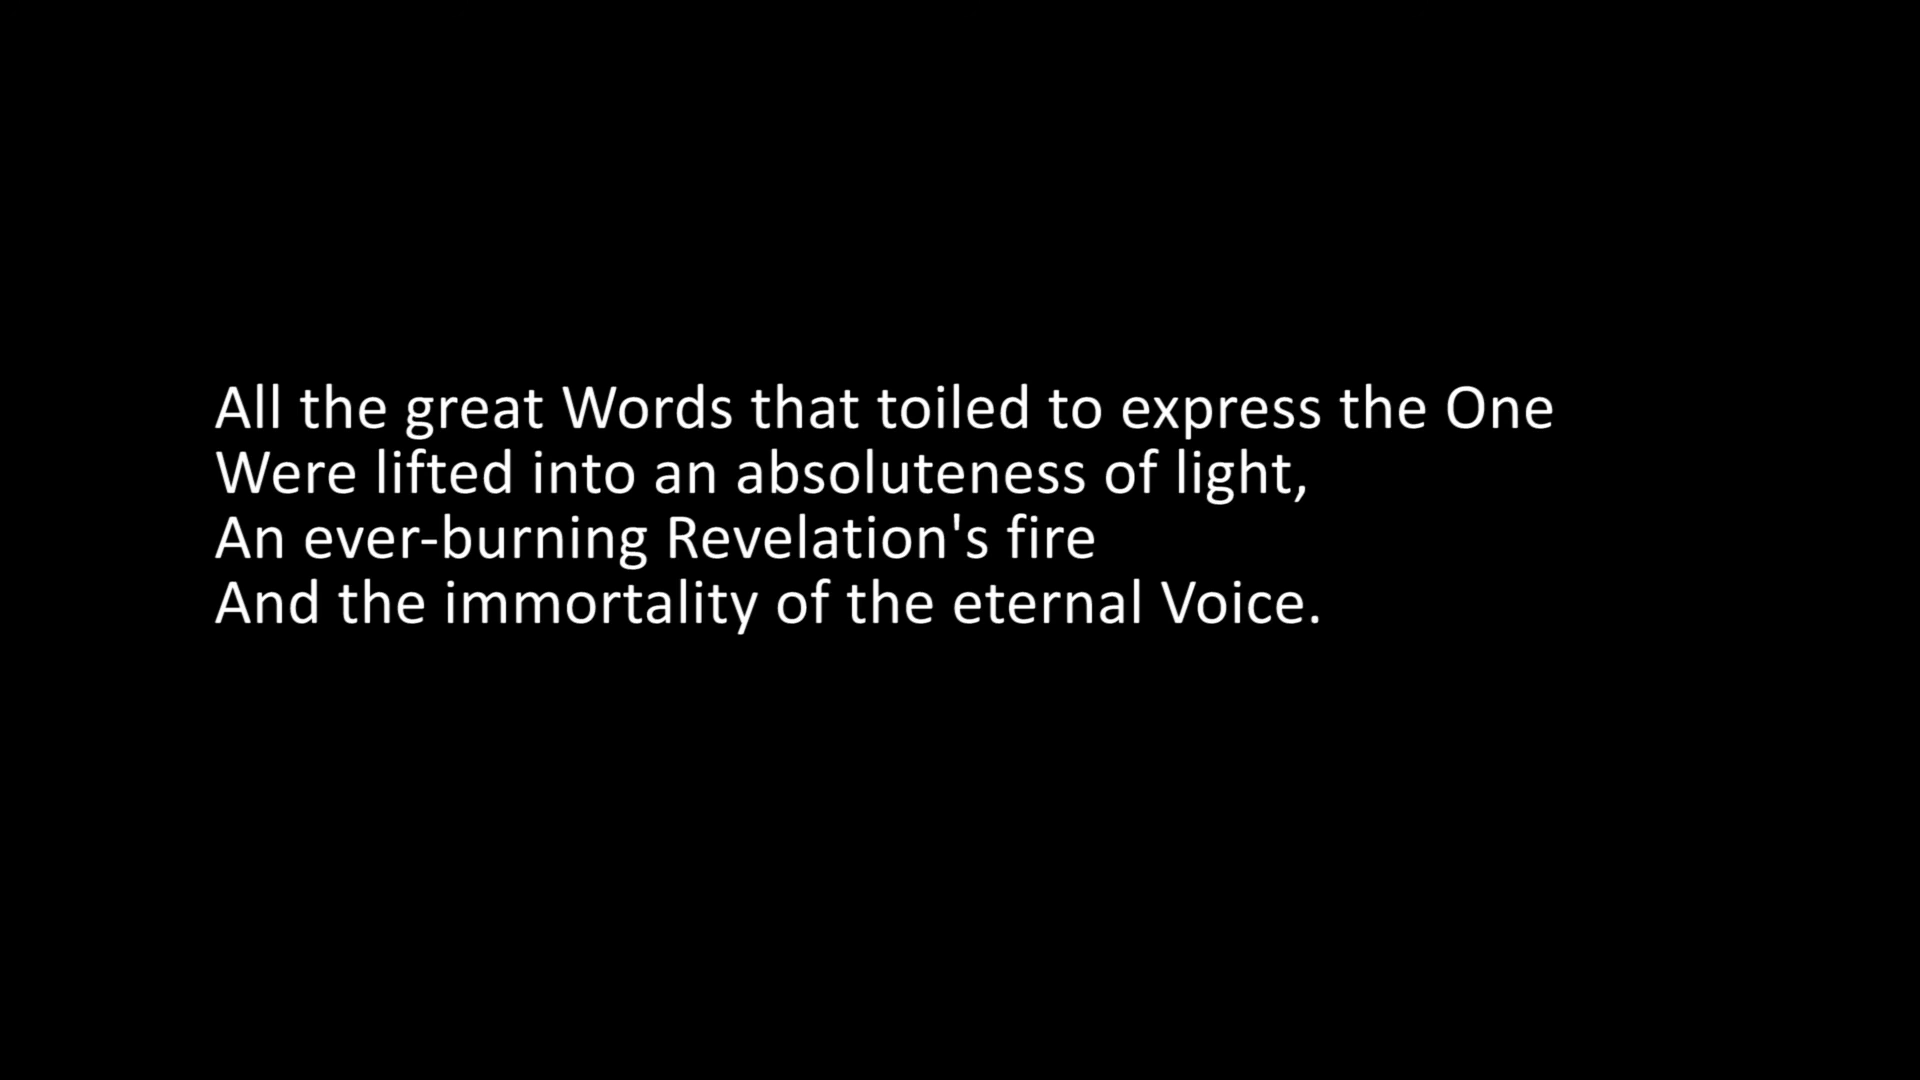 All the great Words that toiled to express the One
Were lifted into an absoluteness of light,
An ever-burning Revelation's fire
And the immortality of the eternal Voice.